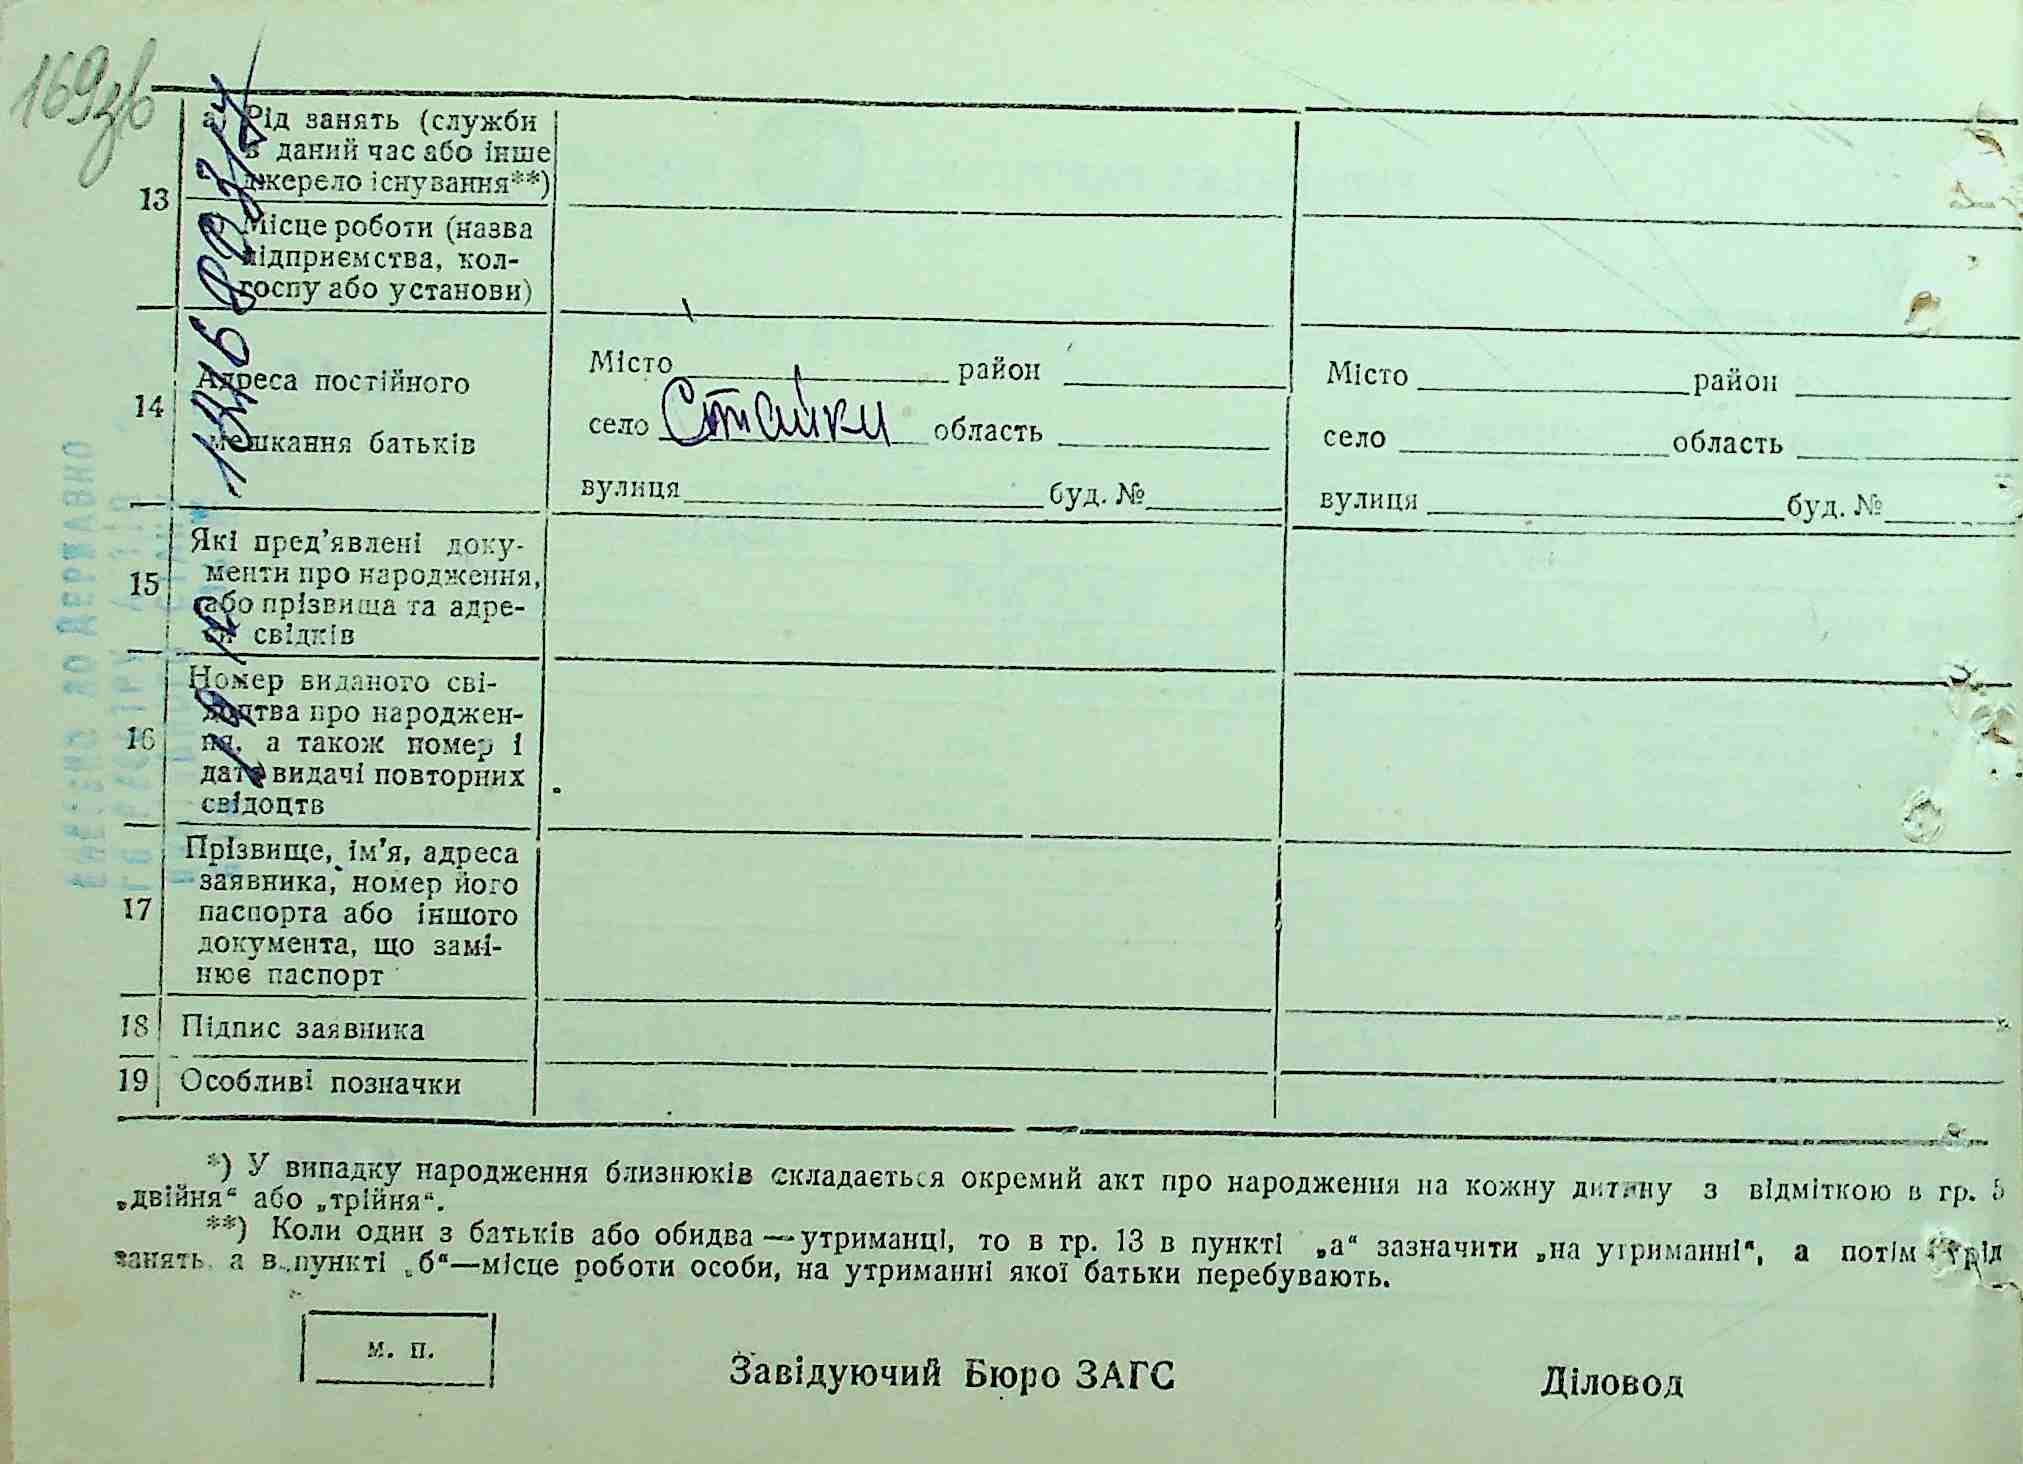 169зв
13
а) Рід занять (служби
в даний час або інше
джерело існування**)
б) Місце роботи (назва
підприємства, кол-
госпу або установи)
14
Адреса постійного
мешкання батьків
Місто район
село Стайки область
вулиця буд. №
Місто район
село область
вулиця буд. №
15
Які пред’явлені доку-
менти про народження,
або прізвища та адре-
си свідків
16
Номер виданого сві-
доцтва про народжен-
ня, а також номер і
дата видачі повторних
свідоцтв
17
Прізвище, ім’я, адреса
заявника, номер його
паспорта або іншого
документа, що замі-
нює паспорт
18 Підпис заявника
19 Особливі позначки
*) У випадку народження близнюків складається окремий акт про народження на кожну дитину з відміткою в гр. 5
„двійня“ або „трійня“.
**) Коли один з батьків або обидва — утриманці, то в гр. 13 в пункті „а“ зазначити „на утриманні“, а потім рід
занять, а в пункті „б“—місце роботи особи, на утриманні якої батьки перебувають.
м. п.
Завідуючий Бюро ЗАГС
Діловод
ВНЕСЕНО ДО ДЕРЖАВНО